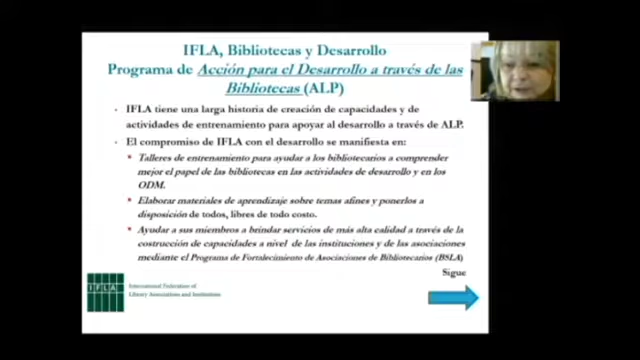 IFLA, Bibliotecas y Desarrollo
Programa de Acción para el Desarrollo a través de las
Bibliotecas (ALP)
• IFLA tiene una larga historia de creación de capacidades y de
actividades de entrenamiento para apoyar al desarrollo a través de ALP.
• El compromiso de IFLA con el desarrollo se manifiesta en:
* Talleres de entrenamiento para ayudar a los bibliotecarios a comprender
mejor el papel de las bibliotecas en las actividades de desarrollo y en los
ODM.
* Elaborar materiales de aprendizaje sobre temas afines y ponerlos a
disposición de todos, libres de todo costo.
* Ayudar a sus miembros a brindar servicios de más alta calidad a través de la
costrucción de capacidades a nivel de las instituciones y de las asociaciones
mediante el Programa de Fortalecimiento de Asociaciones de Bibliotecarios (BSLA)
Sigue
IFLA
International Federation of
Library Associations and Institutions